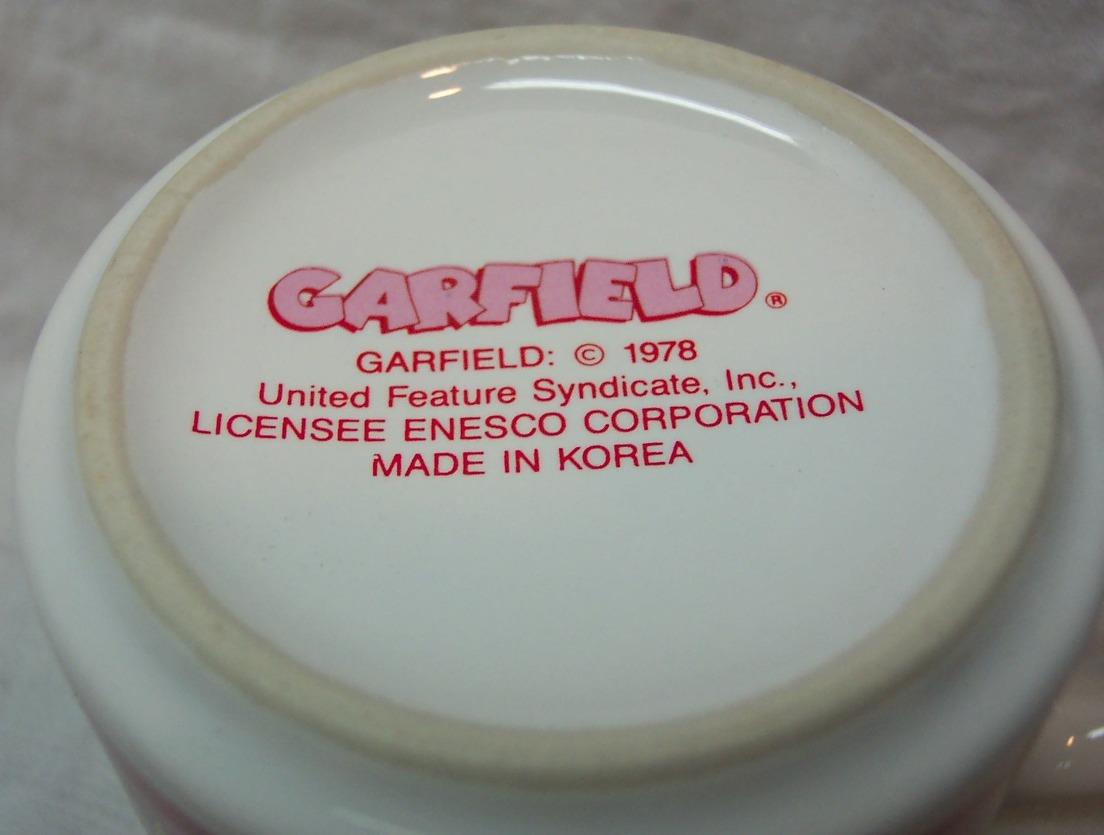 GARFIELD®
GARFIELD: © 1978
United Feature Syndicate, Inc.,
LICENSEE ENESCO CORPORATION
MADE IN KOREA